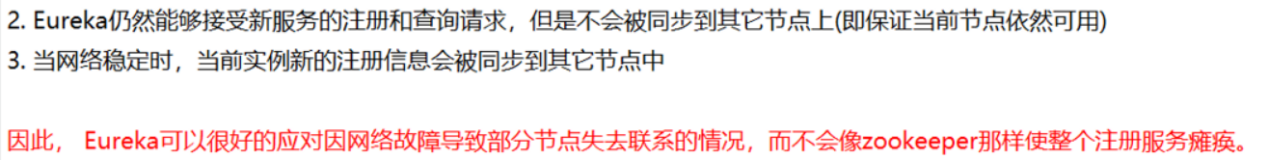 2. Eureka仍然能够接受新服务的注册和查询请求，但是不会被同步到其它节点上(即保证当前节点依然可用)
3. 当网络稳定时，当前实例新的注册信息会被同步到其它节点中
因此， Eureka可以很好的应对因网络故障导致部分节点失去联系的情况，而不会像zookeeper那样使整个注册服务瘫痪。